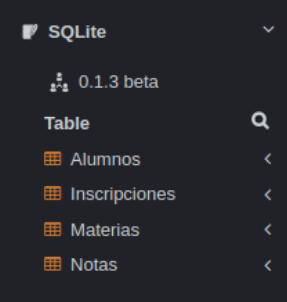 SQLite
0.1.3 beta
Table
Alumnos
Inscripciones
Materias
Notas